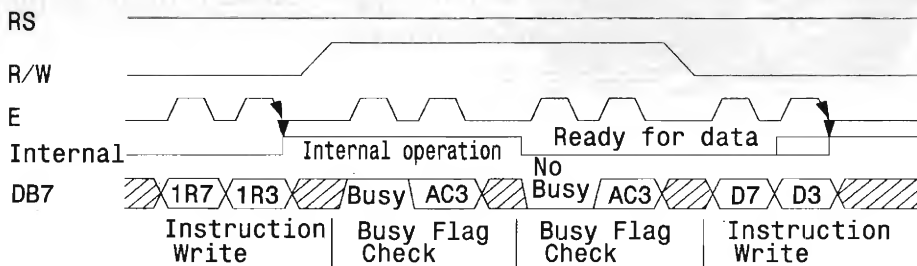 RS
R/W
E
Ready for data
Internal
Internal operation
No
DB7
1R7
1R3
Busy
AC3
Busy
AC3
D7
D3
Instruction
Write
Busy Flag
Check
Busy Flag
Check
Instruction
Write